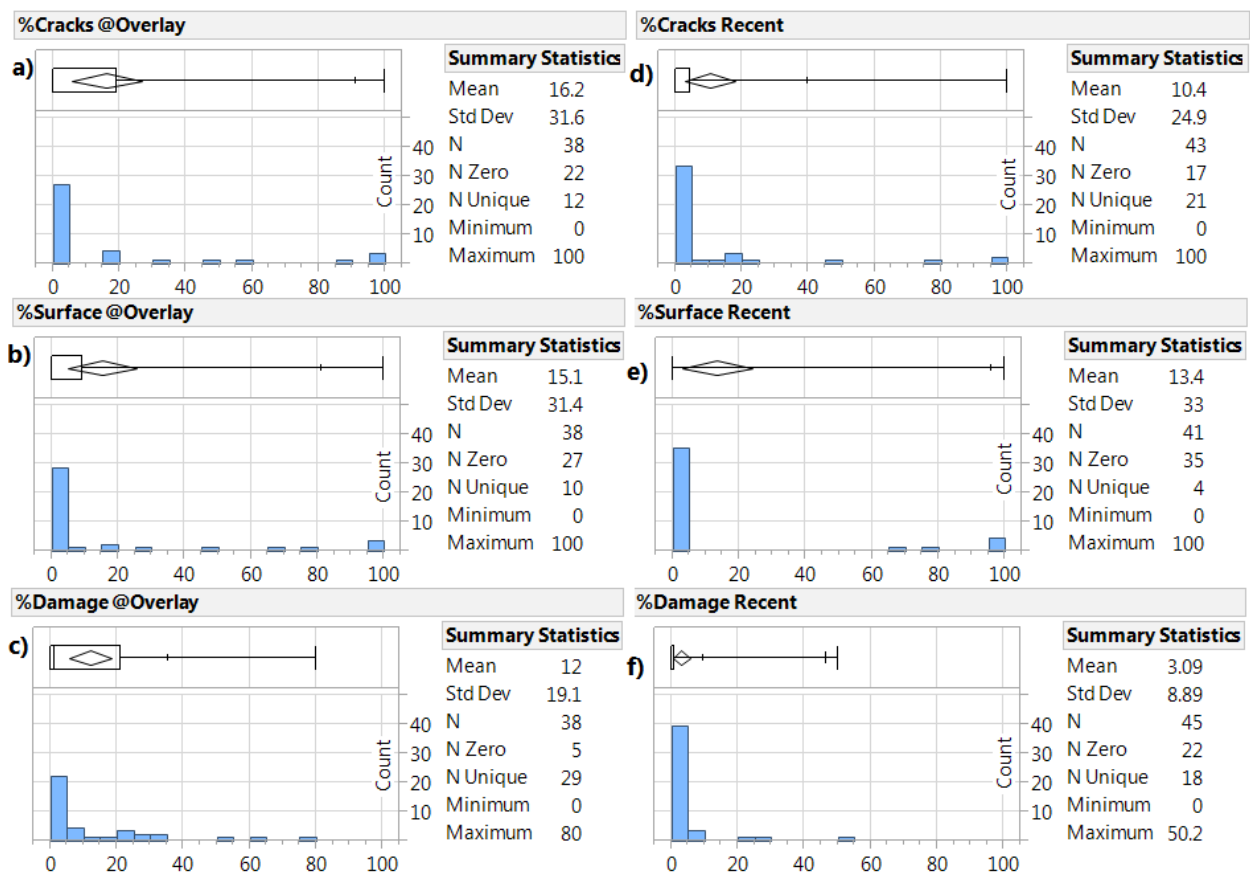 %Cracks @Overlay
a)
Summary Statistics
Mean 16.2
Std Dev 31.6
N 38
N Zero 22
N Unique 12
Minimum 0
Maximum 100
Count
40
30
20
10
0 20 40 60 80 100
%Cracks Recent
d)
Summary Statistics
Mean 10.4
Std Dev 24.9
N 43
N Zero 17
N Unique 21
Minimum 0
Maximum 100
Count
40
30
20
10
0 20 40 60 80 100
%Surface @Overlay
b)
Summary Statistics
Mean 15.1
Std Dev 31.4
N 38
N Zero 27
N Unique 10
Minimum 0
Maximum 100
Count
40
30
20
10
0 20 40 60 80 100
%Surface Recent
e)
Summary Statistics
Mean 13.4
Std Dev 33
N 41
N Zero 35
N Unique 4
Minimum 0
Maximum 100
Count
40
30
20
10
0 20 40 60 80 100
%Damage @Overlay
c)
Summary Statistics
Mean 12
Std Dev 19.1
N 38
N Zero 5
N Unique 29
Minimum 0
Maximum 80
Count
40
30
20
10
0 20 40 60 80 100
%Damage Recent
f)
Summary Statistics
Mean 3.09
Std Dev 8.89
N 45
N Zero 22
N Unique 18
Minimum 0
Maximum 50.2
Count
40
30
20
10
0 20 40 60 80 100